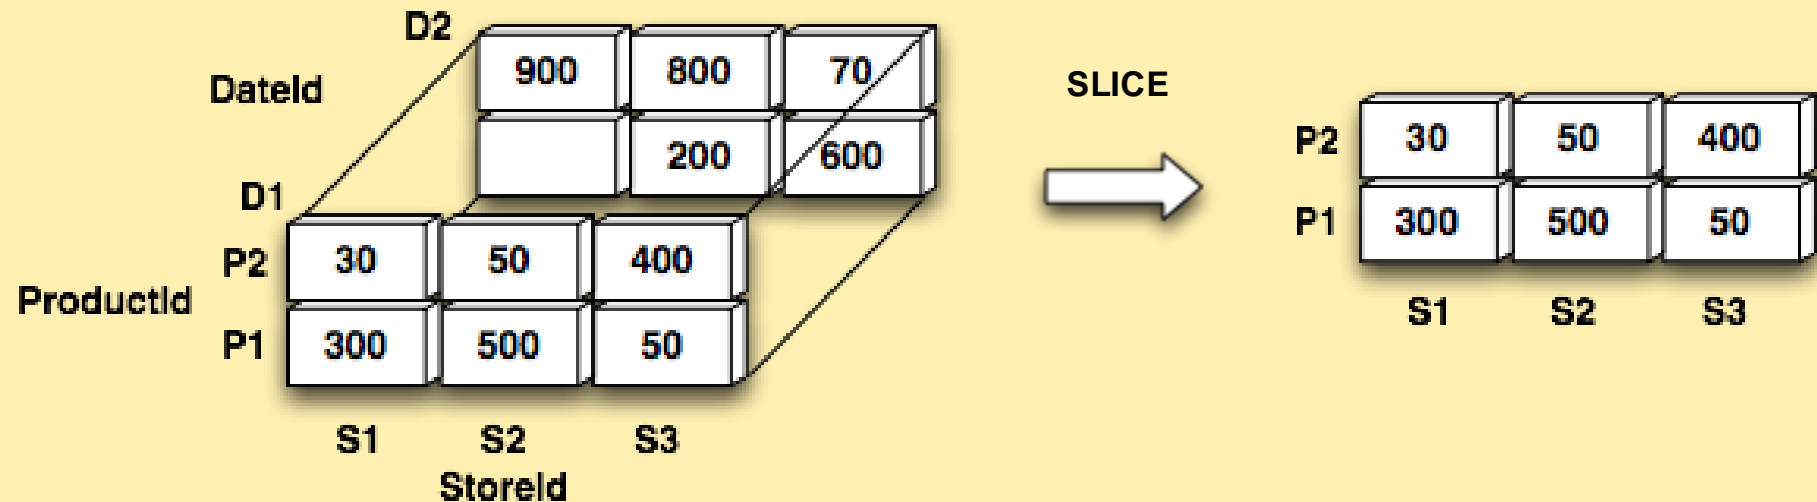 D2
DateId
900 800 70
200 600
D1
P2 30 50 400
ProductId
P1 300 500 50
S1 S2 S3
StoreId
SLICE
P2 30 50 400
P1 300 500 50
S1 S2 S3